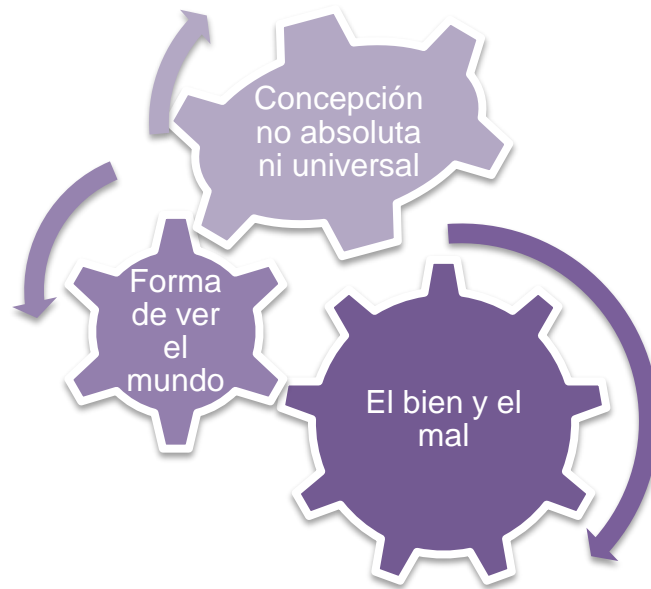 Concepción
no absoluta
ni universal
Forma
de ver
el
mundo
El bien y el
mal